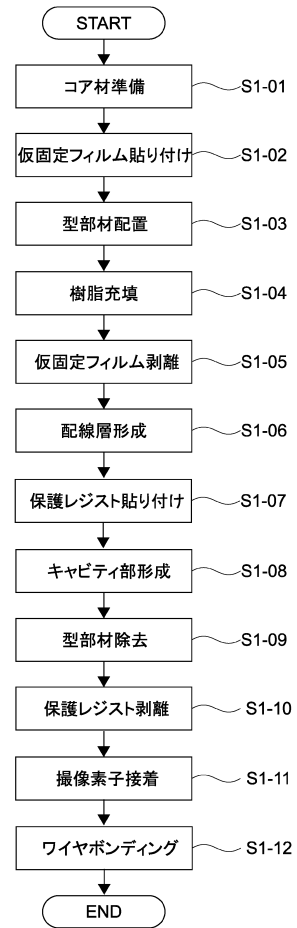 START
コア材準備 S1-01
仮固定フィルム貼り付け S1-02
型部材配置 S1-03
樹脂充填 S1-04
仮固定フィルム剥離 S1-05
配線層形成 S1-06
保護レジスト貼り付け S1-07
キャビティ部形成 S1-08
型部材除去 S1-09
保護レジスト剥離 S1-10
撮像素子接着 S1-11
ワイヤボンディング S1-12
END